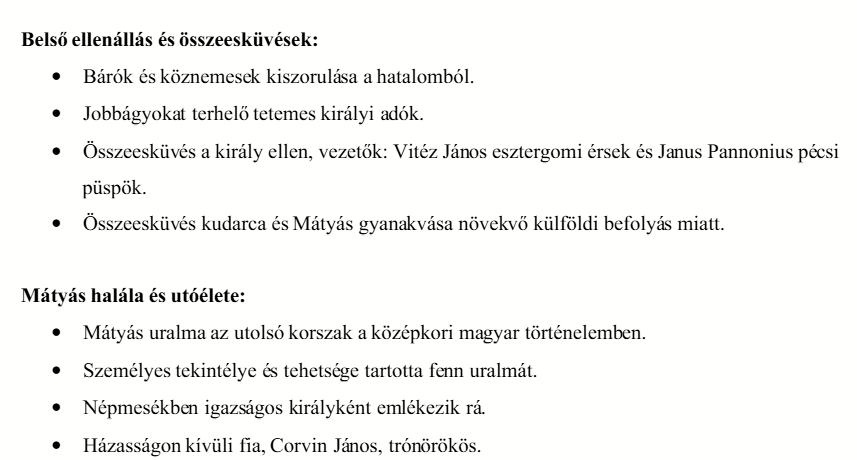 Belső ellenállás és összeesküvések:
• Bárók és köznemesek kiszorulása a hatalomból.
• Jobbágyokat terhelő tetemes királyi adók.
• Összeesküvés a király ellen, vezetők: Vitéz János esztergomi érsek és Janus Pannonius pécsi
püspök.
• Összeesküvés kudarca és Mátyás gyanakvása növekvő külföldi befolyás miatt.
Mátyás halála és utóélete:
• Mátyás uralma az utolsó korszak a középkori magyar történelemben.
• Személyes tekintélye és tehetsége tartotta fenn uralmát.
• Népmesékben igazságos királyként emlékezik rá.
• Házasságon kívüli fia, Corvin János, trónörökös.